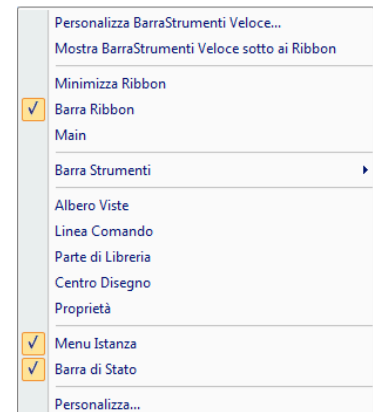 Personalizza BarraStrumenti Veloce...
Mostra BarraStrumenti Veloce sotto ai Ribbon
Minimizza Ribbon
Barra Ribbon
Main
Barra Strumenti
Albero Viste
Linea Comando
Parte di Libreria
Centro Disegno
Proprietà
Menu Istanza
Barra di Stato
Personalizza...